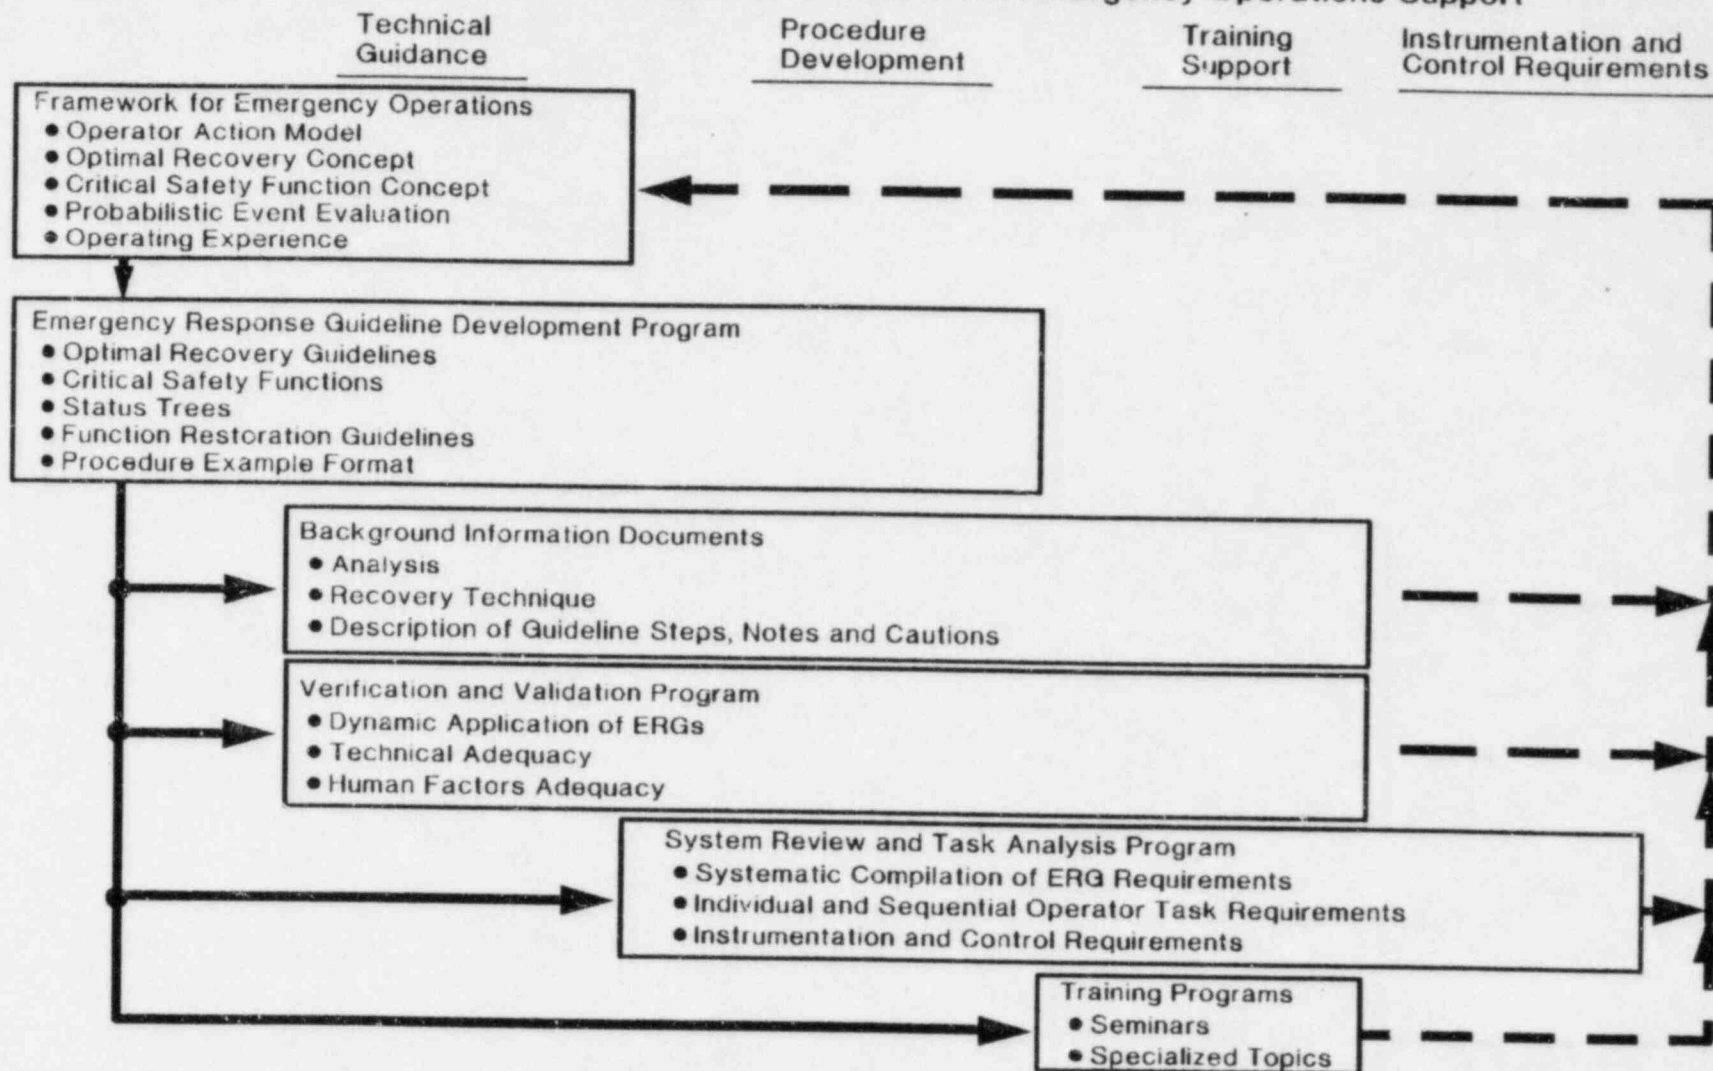 Operations Support
Technical
Guidance
Procedure
Development
Training
Support
Instrumentation and
Control Requirements
Framework for Emergency Operations
• Operator Action Model
• Optimal Recovery Concept
• Critical Safety Function Concept
• Probabilistic Event Evaluation
• Operating Experience
Emergency Response Guideline Development Program
• Optimal Recovery Guidelines
• Critical Safety Functions
• Status Trees
• Function Restoration Guidelines
• Procedure Example Format
Background Information Documents
• Analysis
• Recovery Technique
• Description of Guideline Steps, Notes and Cautions
Verification and Validation Program
• Dynamic Application of ERGs
• Technical Adequacy
• Human Factors Adequacy
System Review and Task Analysis Program
• Systematic Compilation of ERG Requirements
• Individual and Sequential Operator Task Requirements
• Instrumentation and Control Requirements
Training Programs
• Seminars
• Specialized Topics